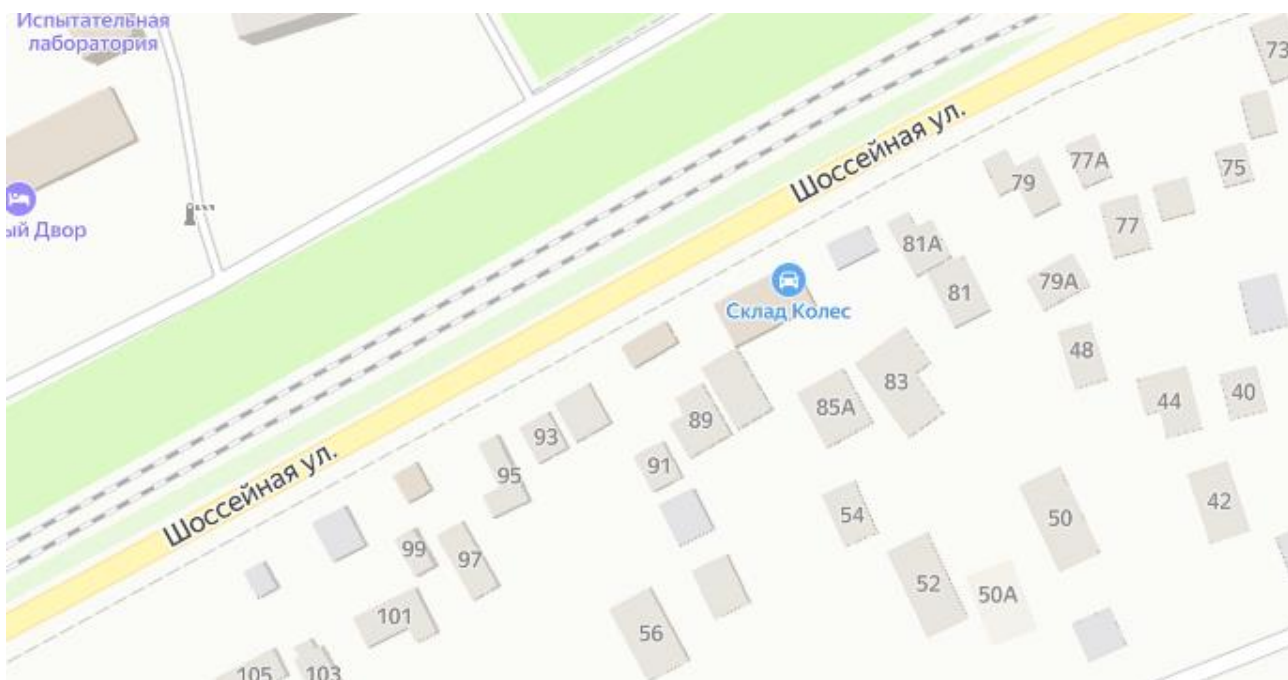 Испытательная
лаборатория
73
Шоссейная ул.
77А
79
75
ый Двор
77
81А
79А
81
Склад Колес
48
83
40
44
85А
89
93
91
95
Шоссейная ул.
42
54
50
99
97
52
50А
101
56
105
103